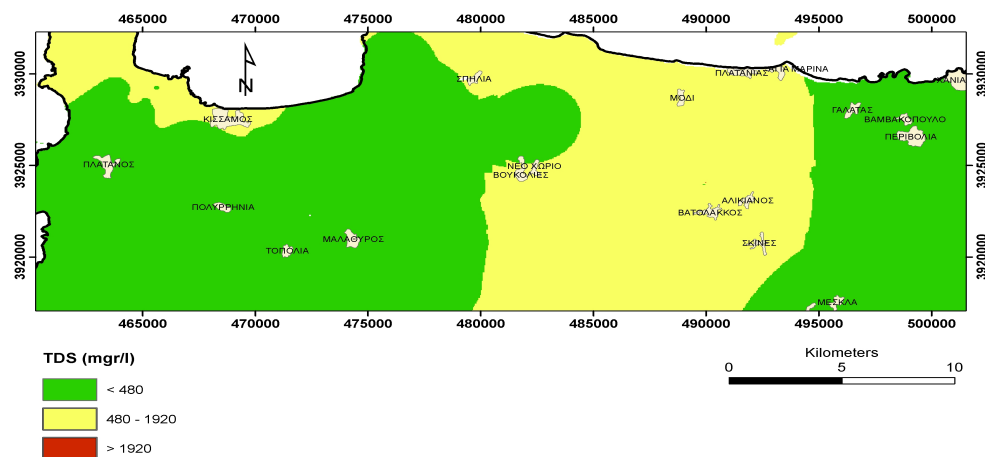 465000 470000 475000 480000 485000 490000 495000 500000
3930000
3925000
3920000
3930000
3925000
3920000
N
ΣΠΗΛΙΑ
ΠΛΑΤΑΝΙΑΣ
ΑΓΙΑ ΜΑΡΙΝΑ
ΧΑΝΙΑ
ΜΟΔΙ
ΓΑΛΑΤΑΣ
ΚΙΣΣΑΜΟΣ
ΒΑΜΒΑΚΟΠΟΥΛΟ
ΠΕΡΙΒΟΛΙΑ
ΠΛΑΤΑΝΟΣ
ΝΕΟ ΧΩΡΙΟ
ΒΟΥΚΟΛΙΕΣ
ΑΛΙΚΙΑΝΟΣ
ΠΟΛΥΡΡΗΝΙΑ
ΒΑΤΟΛΑΚΚΟΣ
ΜΑΛΑΘΥΡΟΣ
ΣΚΙΝΕΣ
ΤΟΠΟΛΙΑ
ΜΕΣΚΛΑ
465000 470000 475000 480000 485000 490000 495000 500000
TDS (mgr/l)
< 480
480 - 1920
> 1920
Kilometers
0 5 10